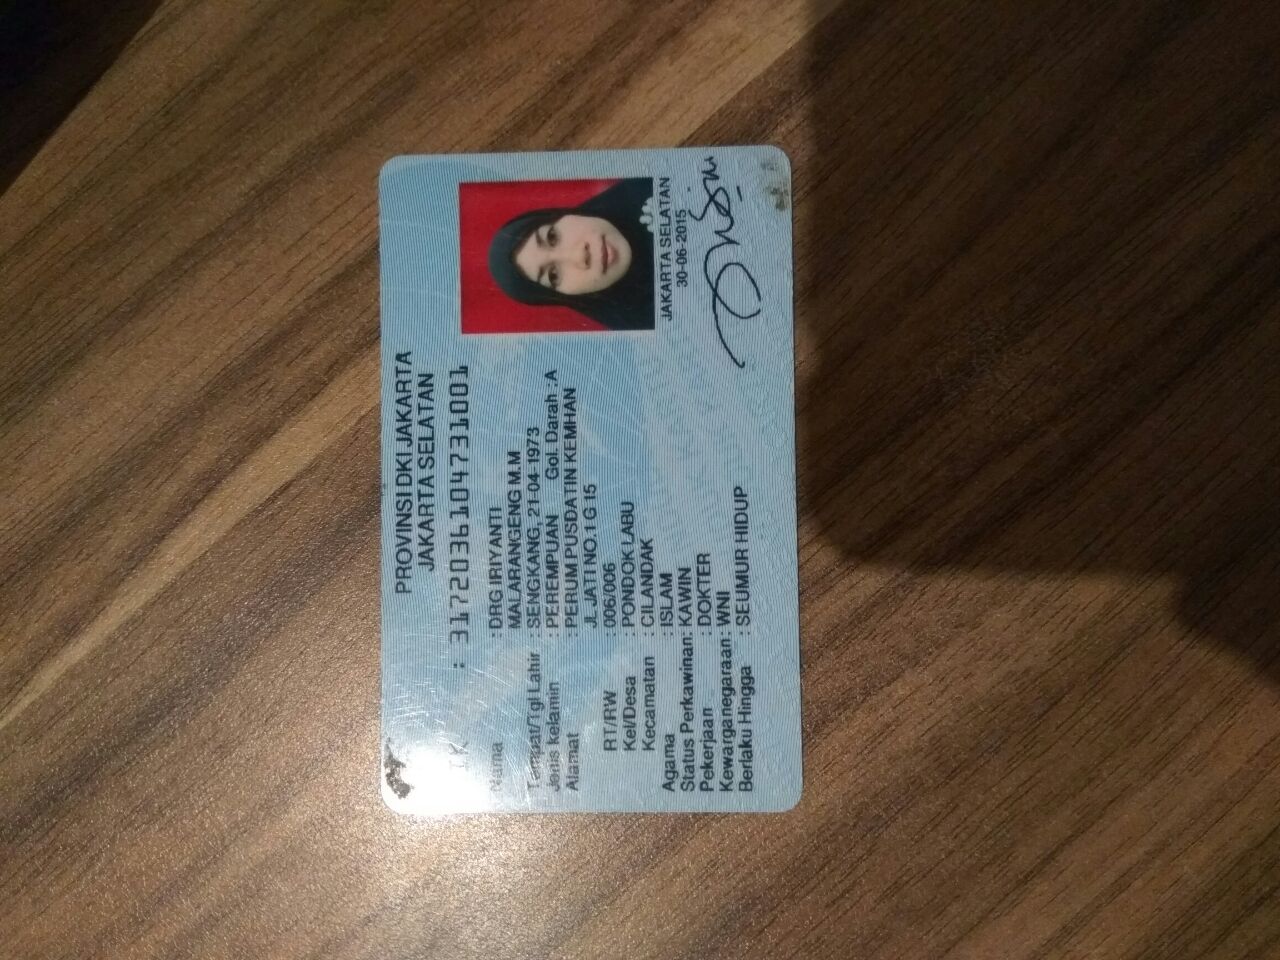 PROVINSI DKI JAKARTA
JAKARTA SELATAN
NIK : 3172036104731001
Nama : DRG IRIYANTI
MALARANGENG M.M
Tempat/Tgl Lahir : SENGKANG, 21-04-1973
Jenis kelamin : PEREMPUAN Gol. Darah : A
Alamat : PERUM PUSDATIN KEMHAN
JL JATI NO.1 G 15
RT/RW : 006/006
Kel/Desa : PONDOK LABU
Kecamatan : CILANDAK
Agama : ISLAM
Status Perkawinan: KAWIN
Pekerjaan : DOKTER
Kewarganegaraan: WNI
Berlaku Hingga : SEUMUR HIDUP
JAKARTA SELATAN
30-06-2015